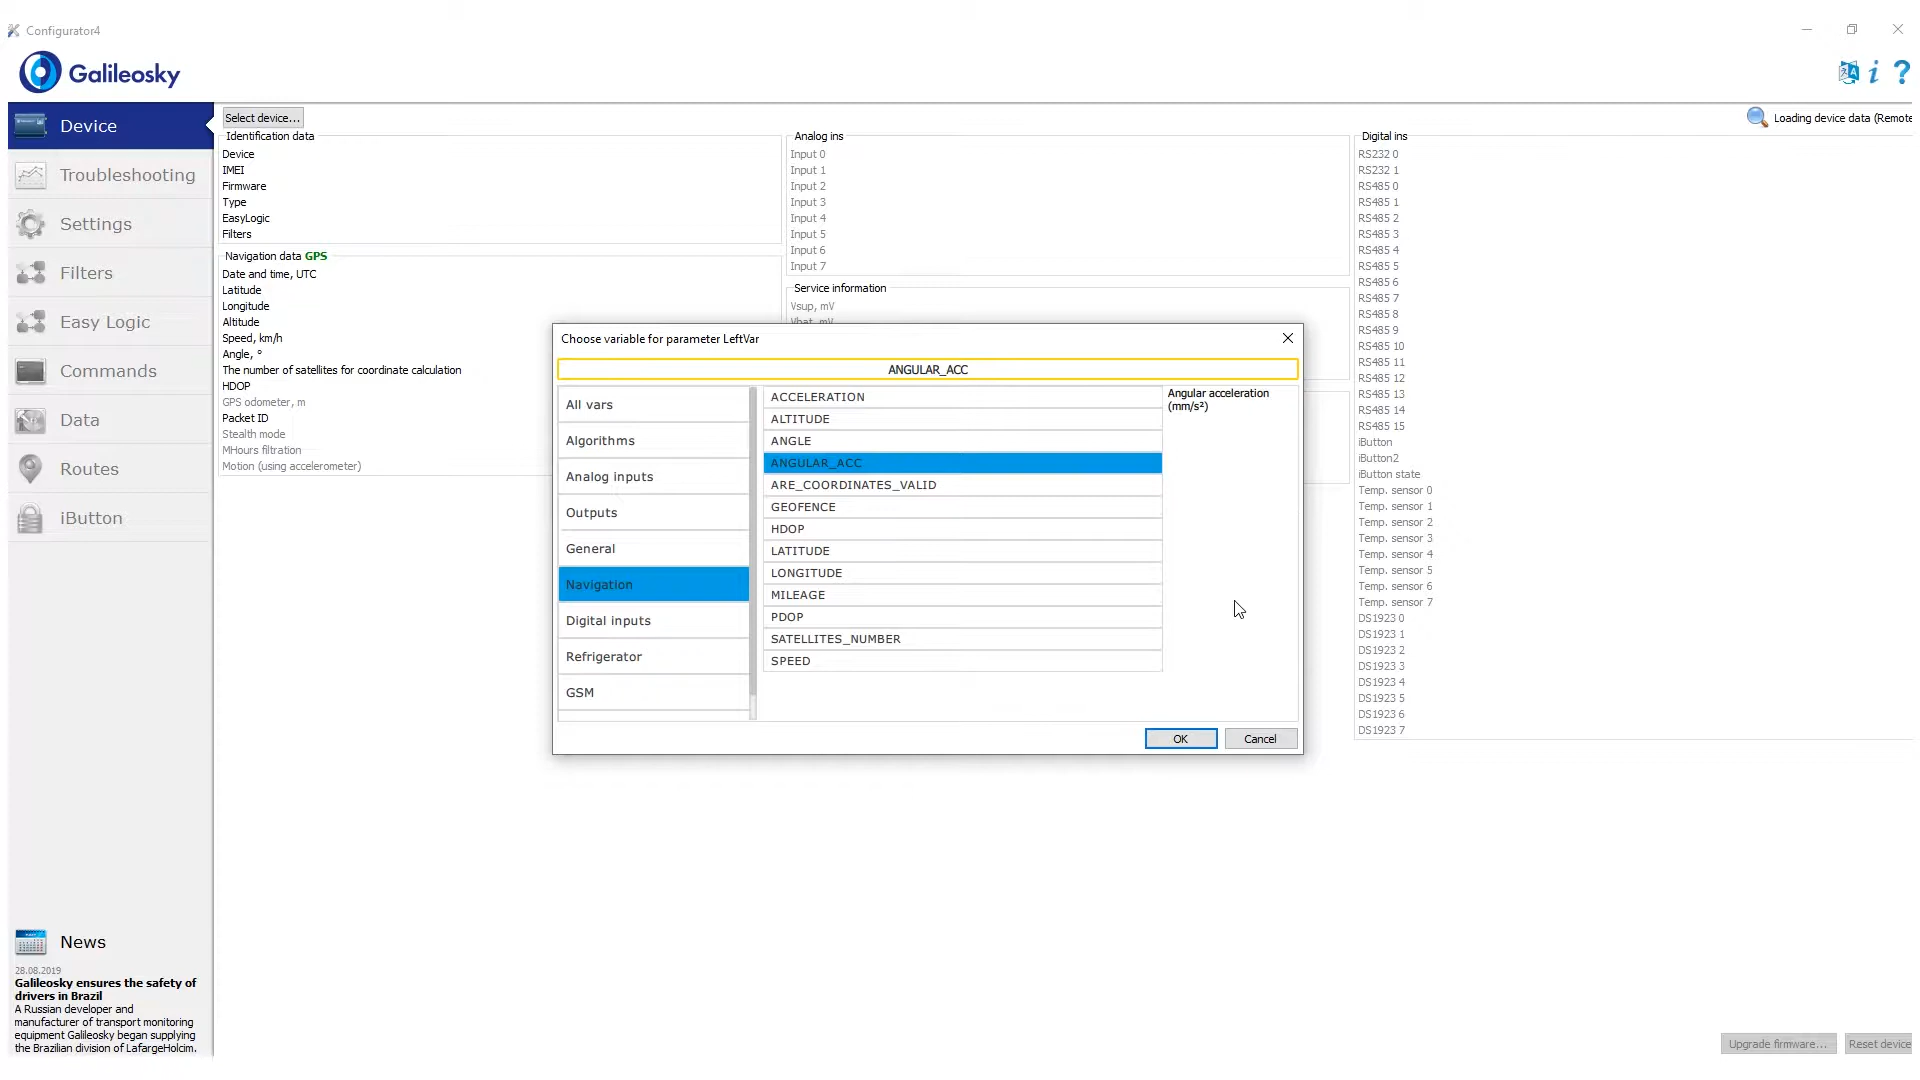 Configurator4
Galileosky
Device
Troubleshooting
Settings
Filters
Easy Logic
Commands
Data
Routes
iButton
News
28.08.2019
Galileosky ensures the safety of
drivers in Brazil
A Russian developer and
manufacturer of transport monitoring
equipment Galileosky began supplying
the Brazilian division of LafargeHolcim.
Select device...
Loading device data (Remote
Identification data
Device
IMEI
Firmware
Type
EasyLogic
Filters
Navigation data GPS
Date and time, UTC
Latitude
Longitude
Altitude
Speed, km/h
Angle, °
The number of satellites for coordinate calculation
HDOP
GPS odometer, m
Packet ID
Stealth mode
MHours filtration
Motion (using accelerometer)
Analog ins
Input 0
Input 1
Input 2
Input 3
Input 4
Input 5
Input 6
Input 7
Service information
Vsup, mV
Vbat, mV
Choose variable for parameter LeftVar
ANGULAR_ACC
All vars
Algorithms
Analog inputs
Outputs
General
Navigation
Digital inputs
Refrigerator
GSM
ACCELERATION
ALTITUDE
ANGLE
ANGULAR_ACC
ARE_COORDINATES_VALID
GEOFENCE
HDOP
LATITUDE
LONGITUDE
MILEAGE
PDOP
SATELLITES_NUMBER
SPEED
Angular acceleration
(mm/s²)
OK
Cancel
Digital ins
RS232 0
RS232 1
RS485 0
RS485 1
RS485 2
RS485 3
RS485 4
RS485 5
RS485 6
RS485 7
RS485 8
RS485 9
RS485 10
RS485 11
RS485 12
RS485 13
RS485 14
RS485 15
iButton
iButton2
iButton state
Temp. sensor 0
Temp. sensor 1
Temp. sensor 2
Temp. sensor 3
Temp. sensor 4
Temp. sensor 5
Temp. sensor 6
Temp. sensor 7
DS1923 0
DS1923 1
DS1923 2
DS1923 3
DS1923 4
DS1923 5
DS1923 6
DS1923 7
Upgrade firmware...
Reset device